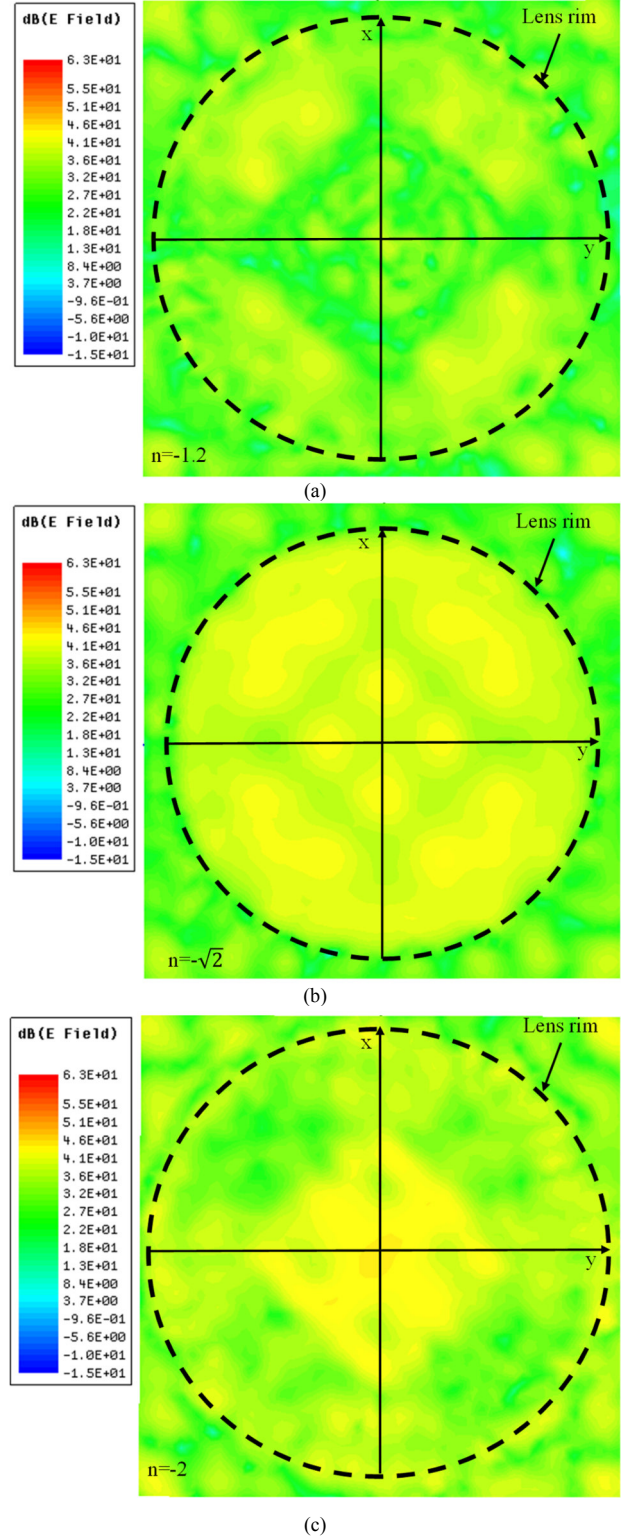 dB(E Field)
6.3E+01
5.5E+01
5.1E+01
4.6E+01
4.1E+01
3.6E+01
3.2E+01
2.7E+01
2.2E+01
1.8E+01
1.3E+01
8.4E+00
3.7E+00
-9.6E-01
-5.6E+00
-1.0E+01
-1.5E+01
Lens rim
x
y
n=-1.2
(a)
dB(E Field)
6.3E+01
5.5E+01
5.1E+01
4.6E+01
4.1E+01
3.6E+01
3.2E+01
2.7E+01
2.2E+01
1.8E+01
1.3E+01
8.4E+00
3.7E+00
-9.6E-01
-5.6E+00
-1.0E+01
-1.5E+01
Lens rim
x
y
n=-√2
(b)
dB(E Field)
6.3E+01
5.5E+01
5.1E+01
4.6E+01
4.1E+01
3.6E+01
3.2E+01
2.7E+01
2.2E+01
1.8E+01
1.3E+01
8.4E+00
3.7E+00
-9.6E-01
-5.6E+00
-1.0E+01
-1.5E+01
Lens rim
x
y
n=-2
(c)